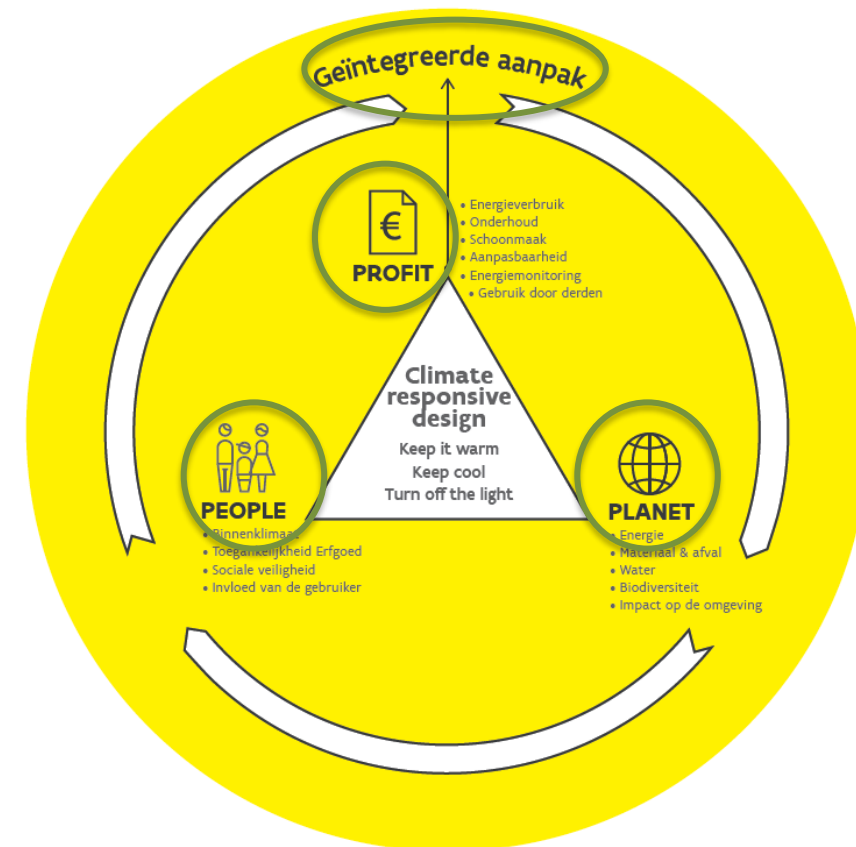 Geïntegreerde aanpak
€
PROFIT
• Energieverbruik
• Onderhoud
• Schoonmaak
• Aanpasbaarheid
• Energiemonitoring
• Gebruik door derden
Climate
responsive
design
Keep it warm
Keep cool
Turn off the light
PEOPLE
• Binnenklimaat
• Toegankelijkheid Erfgoed
• Sociale veiligheid
• Invloed van de gebruiker
PLANET
• Energie
• Materiaal & afval
• Water
• Biodiversiteit
• Impact op de omgeving